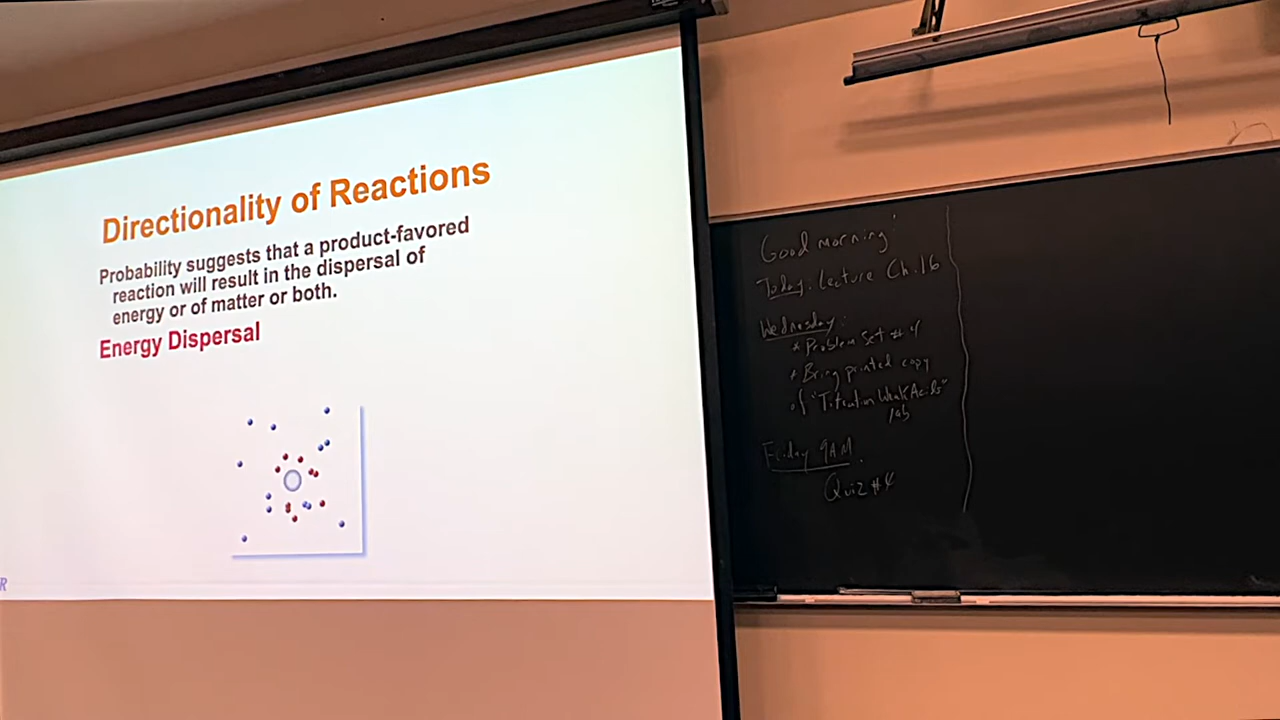 Directionality of Reactions
Probability suggests that a product-favored
reaction will result in the dispersal of
energy or of matter or both.
Energy Dispersal
R
Good morning!
Today: Lecture Ch. 16
Wednesday:
* Problem Set #4
* Bring printed copy
of "Titration Weak Acids"
lab
Friday 9AM
Quiz #4